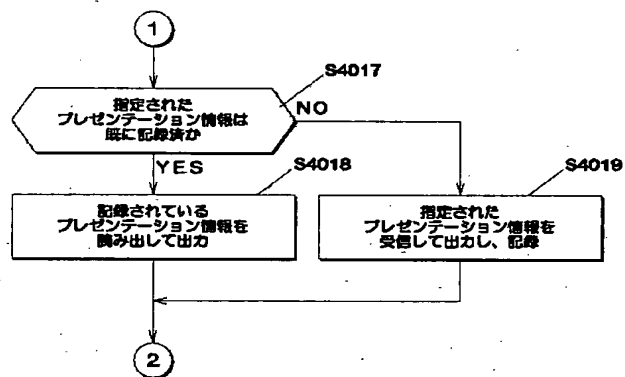 1
S4017
指定された
プレゼンテーション情報は
既に記録済か
NO
YES
S4018
S4019
記録されている
プレゼンテーション情報を
読み出して出力
指定された
プレゼンテーション情報を
受信して出力し、記録
2